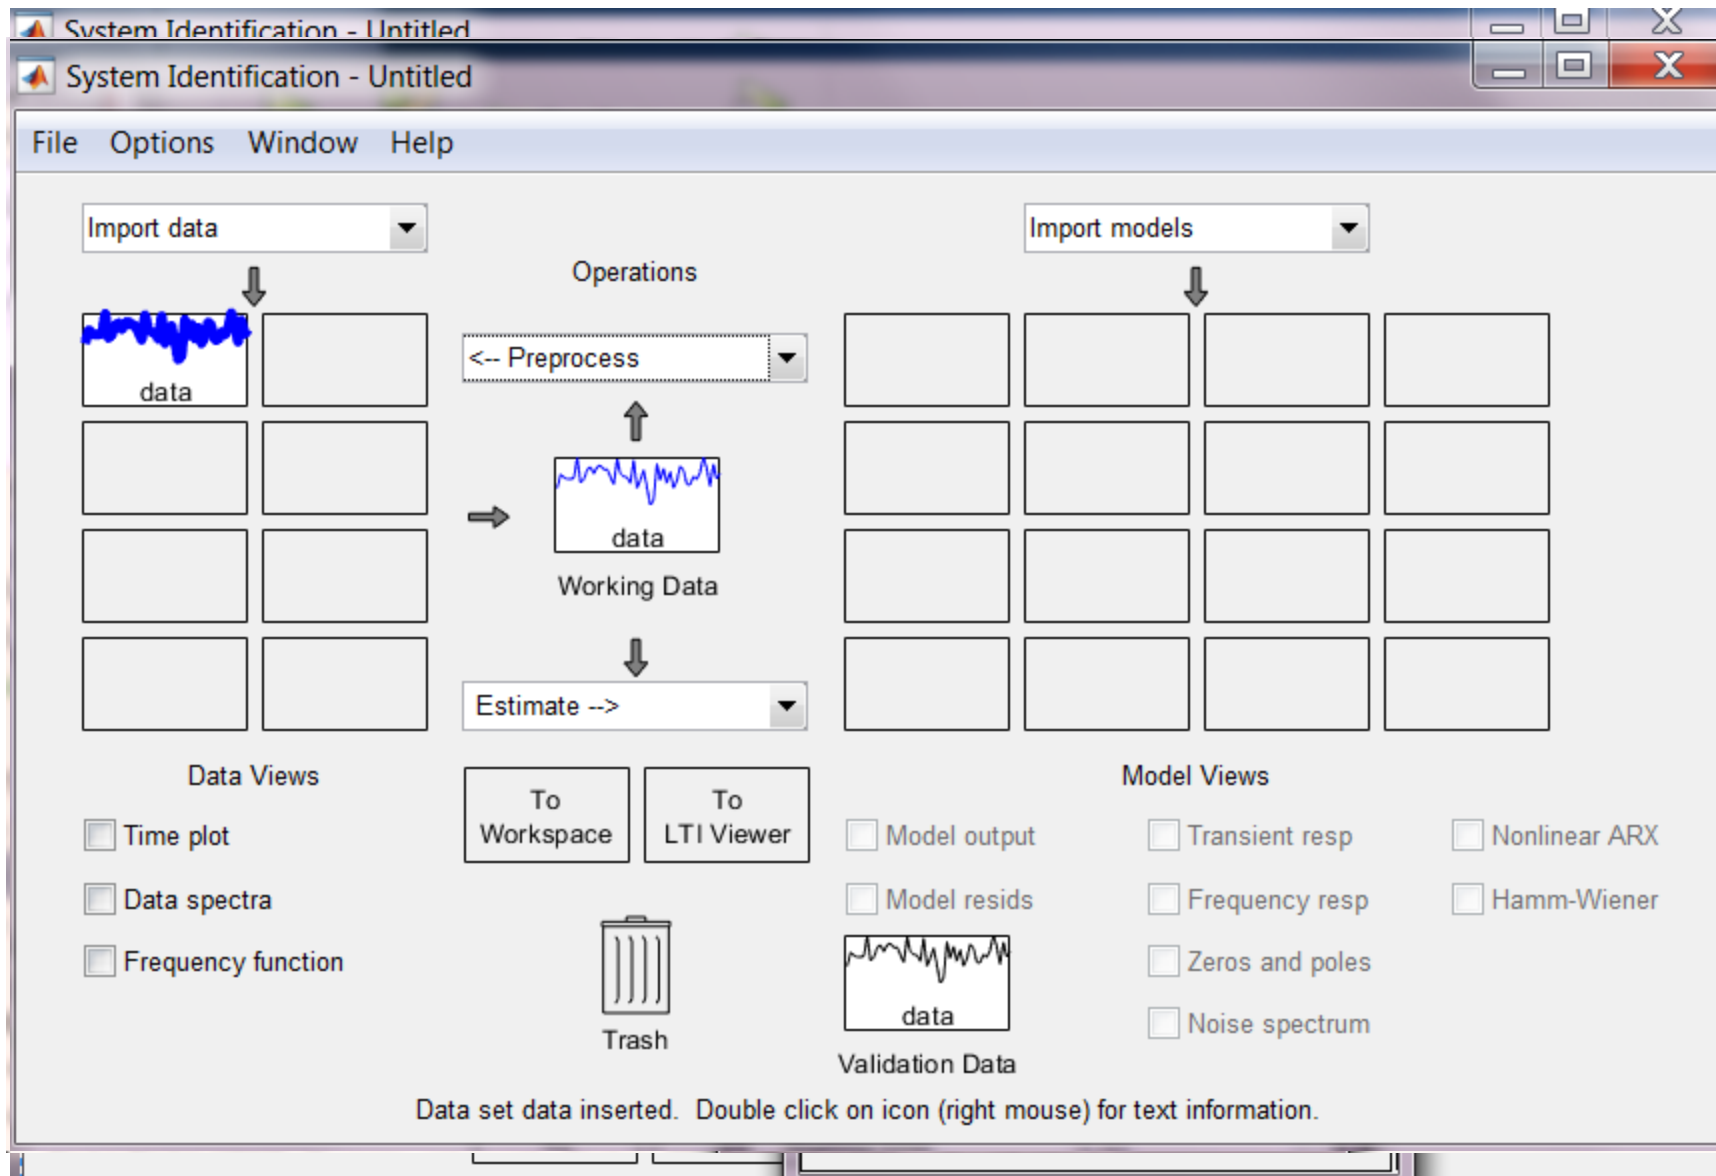 System Identification - Untitled
System Identification - Untitled
File Options Window Help
Import data
Import models
Operations
data
<-- Preprocess
data
Working Data
Estimate -->
Data Views
Time plot
Data spectra
Frequency function
To
Workspace
To
LTI Viewer
Trash
Model Views
Model output
Model resids
Transient resp
Frequency resp
Zeros and poles
Noise spectrum
Nonlinear ARX
Hamm-Wiener
data
Validation Data
Data set data inserted. Double click on icon (right mouse) for text information.